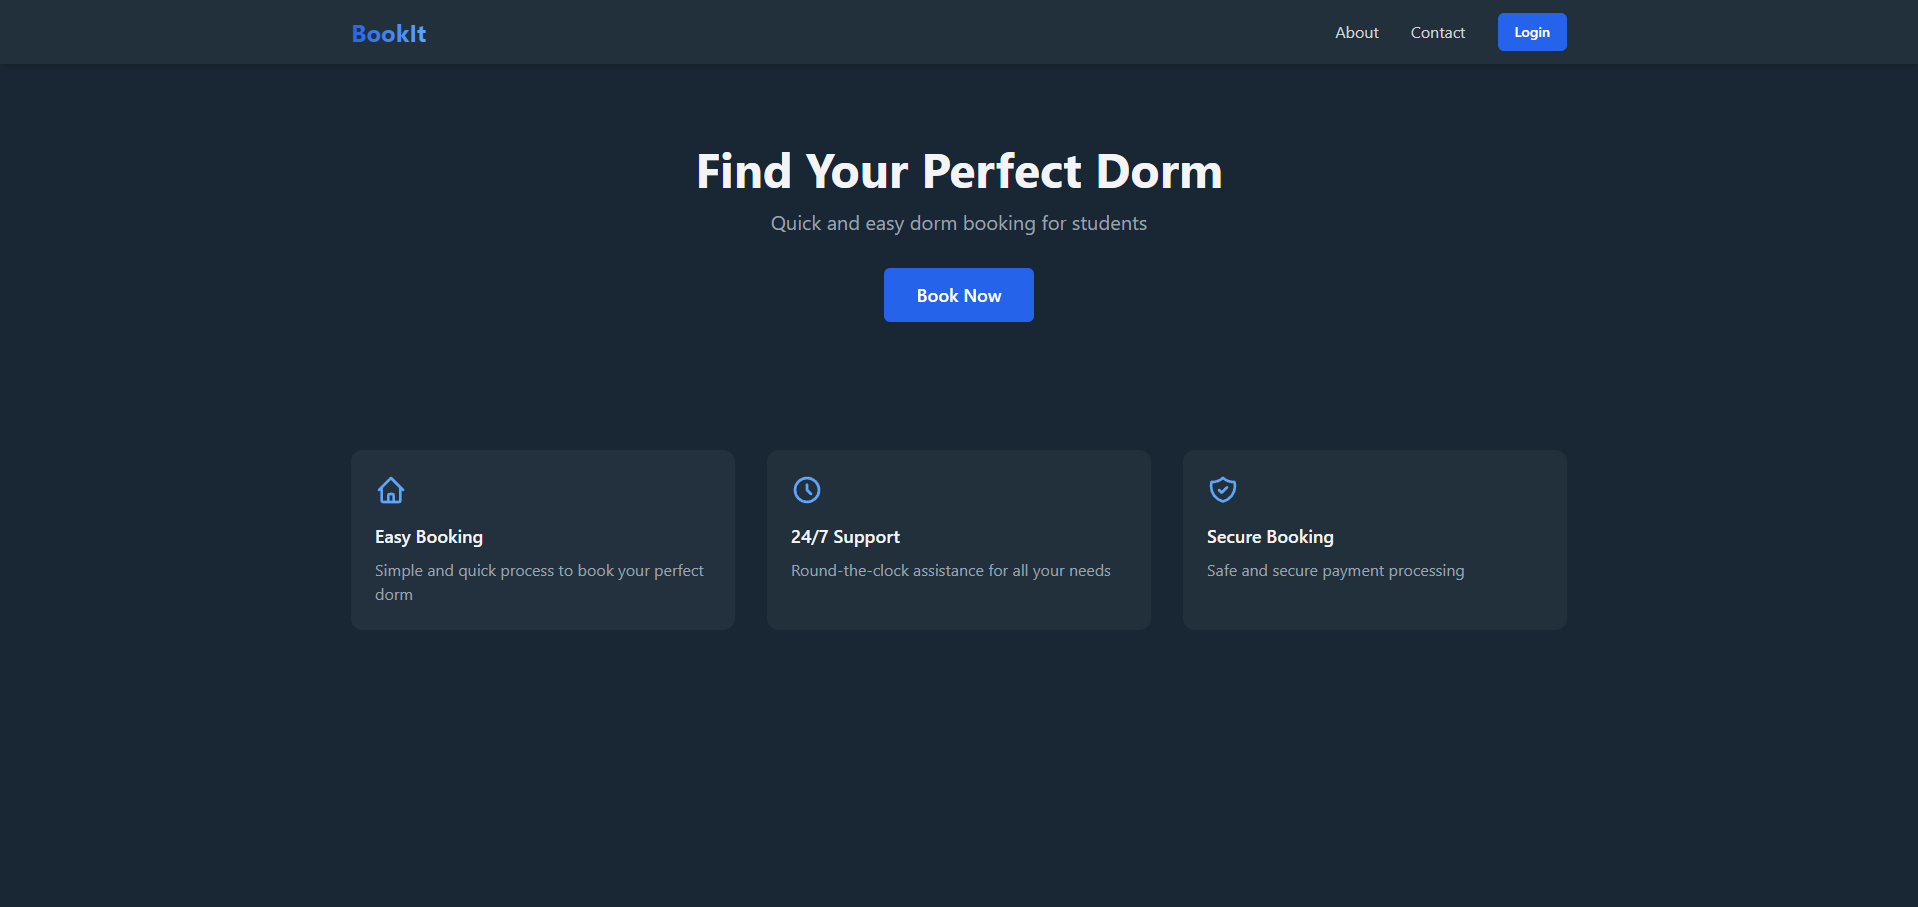 BookIt
About
Contact
Login
Find Your Perfect Dorm
Quick and easy dorm booking for students
Book Now
Easy Booking
Simple and quick process to book your perfect
dorm
24/7 Support
Round-the-clock assistance for all your needs
Secure Booking
Safe and secure payment processing